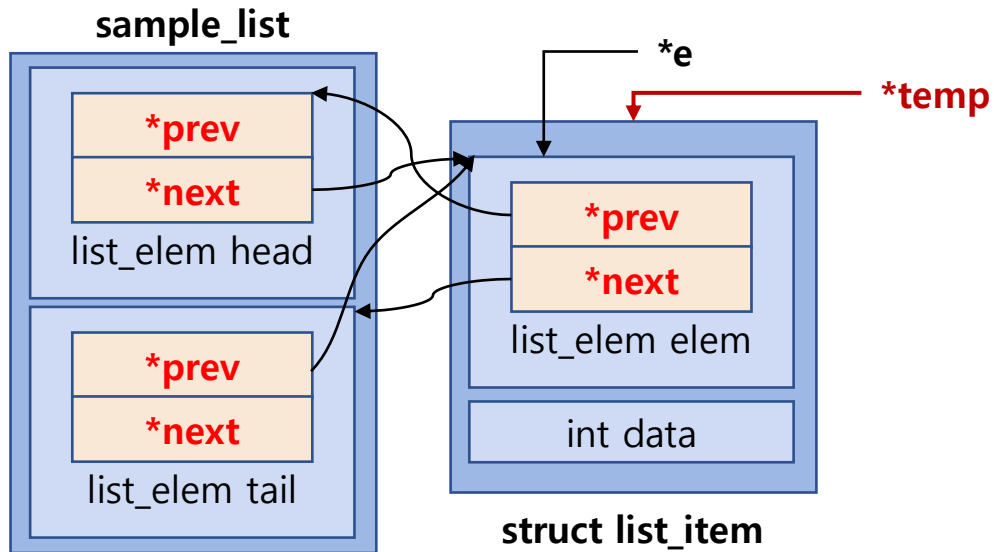 sample_list
*prev
*next
list_elem head
*prev
*next
list_elem tail
*e
*temp
*prev
*next
list_elem elem
int data
struct list_item